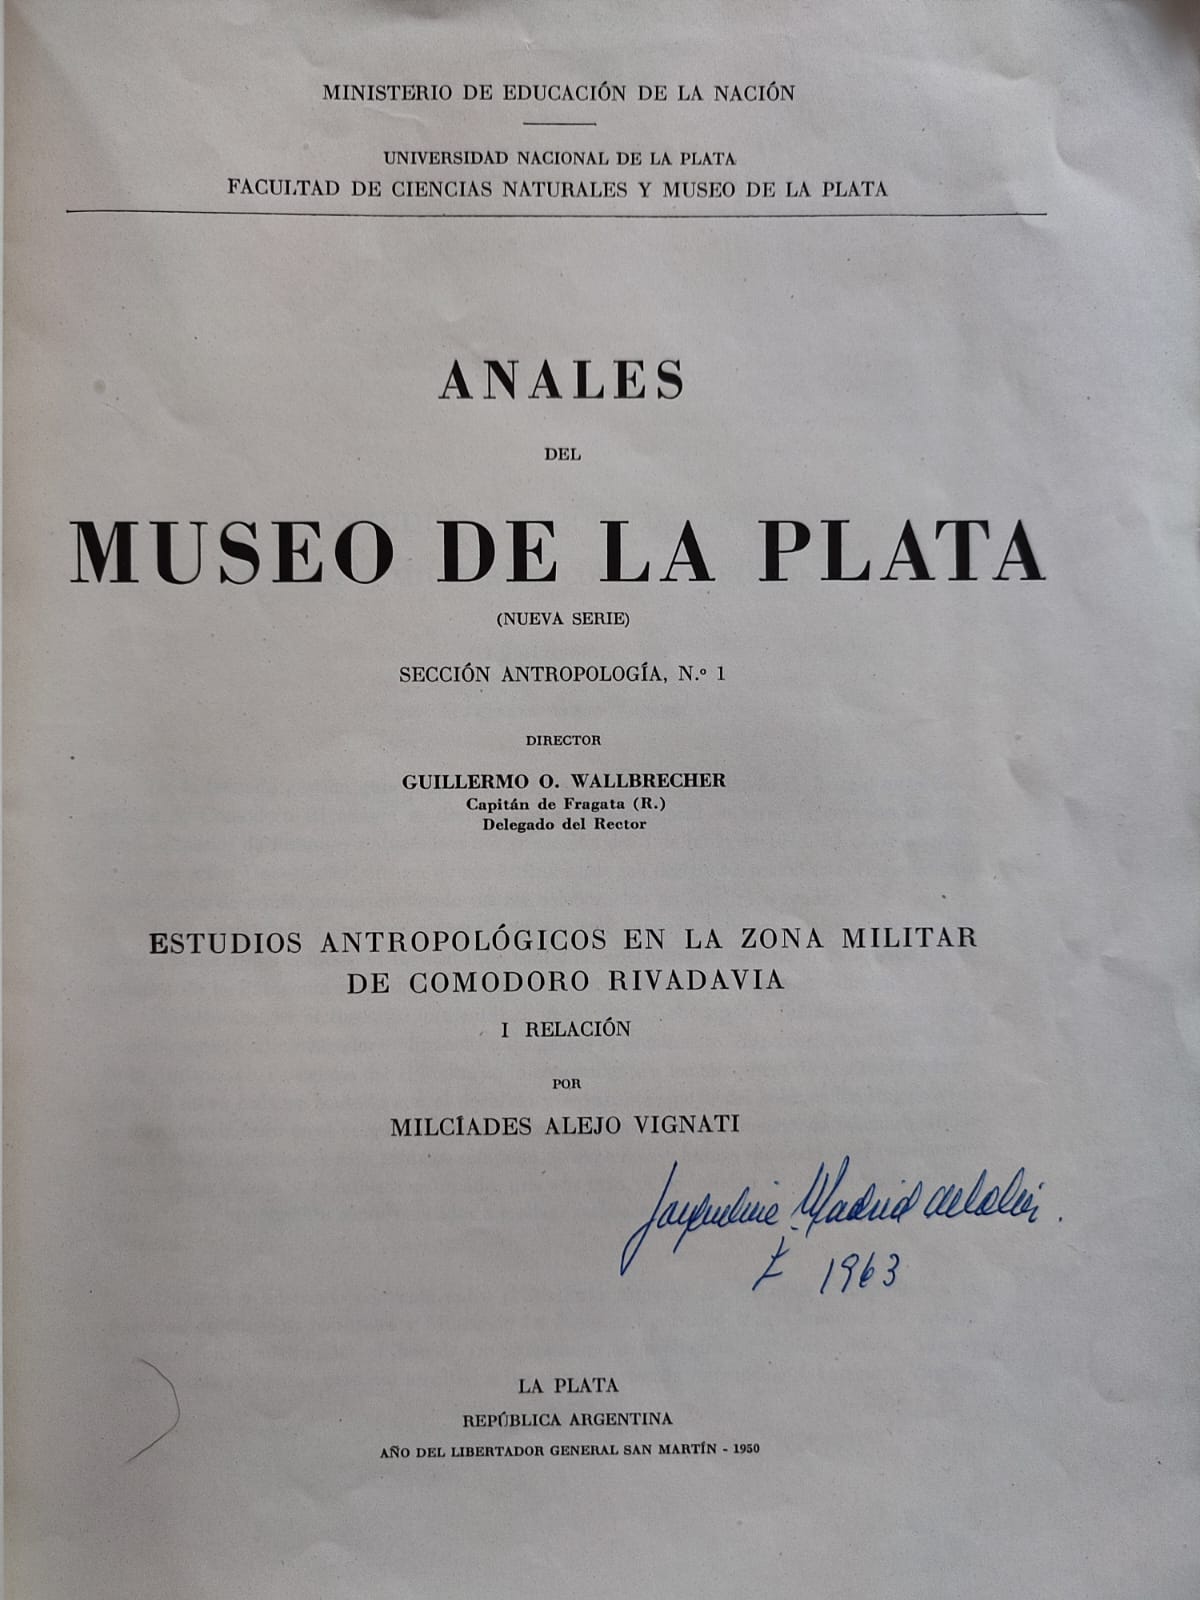 MINISTERIO DE EDUCACIÓN DE LA NACIÓN
UNIVERSIDAD NACIONAL DE LA PLATA
FACULTAD DE CIENCIAS NATURALES Y MUSEO DE LA PLATA
ANALES
DEL
MUSEO DE LA PLATA
(NUEVA SERIE)
SECCIÓN ANTROPOLOGÍA, N.º 1
DIRECTOR
GUILLERMO O. WALLBRECHER
Capitán de Fragata (R.)
Delegado del Rector
ESTUDIOS ANTROPOLÓGICOS EN LA ZONA MILITAR
DE COMODORO RIVADAVIA
I RELACIÓN
POR
MILCÍADES ALEJO VIGNATI
Jacqueline Madrid
1963
LA PLATA
REPÚBLICA ARGENTINA
AÑO DEL LIBERTADOR GENERAL SAN MARTÍN - 1950